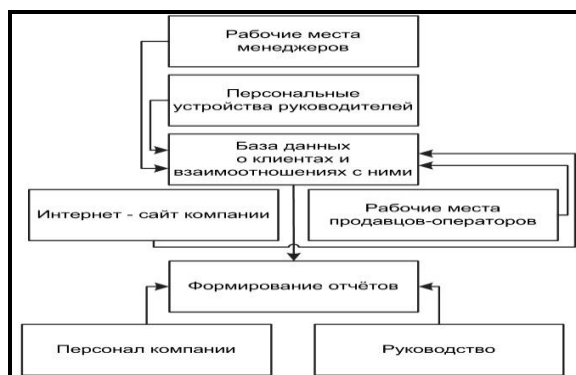 Рабочие места
менеджеров
Персональные
устройства руководителей
База данных
о клиентах и
взаимоотношениях с ними
Интернет - сайт компании
Рабочие места
продавцов-операторов
Формирование отчётов
Персонал компании
Руководство